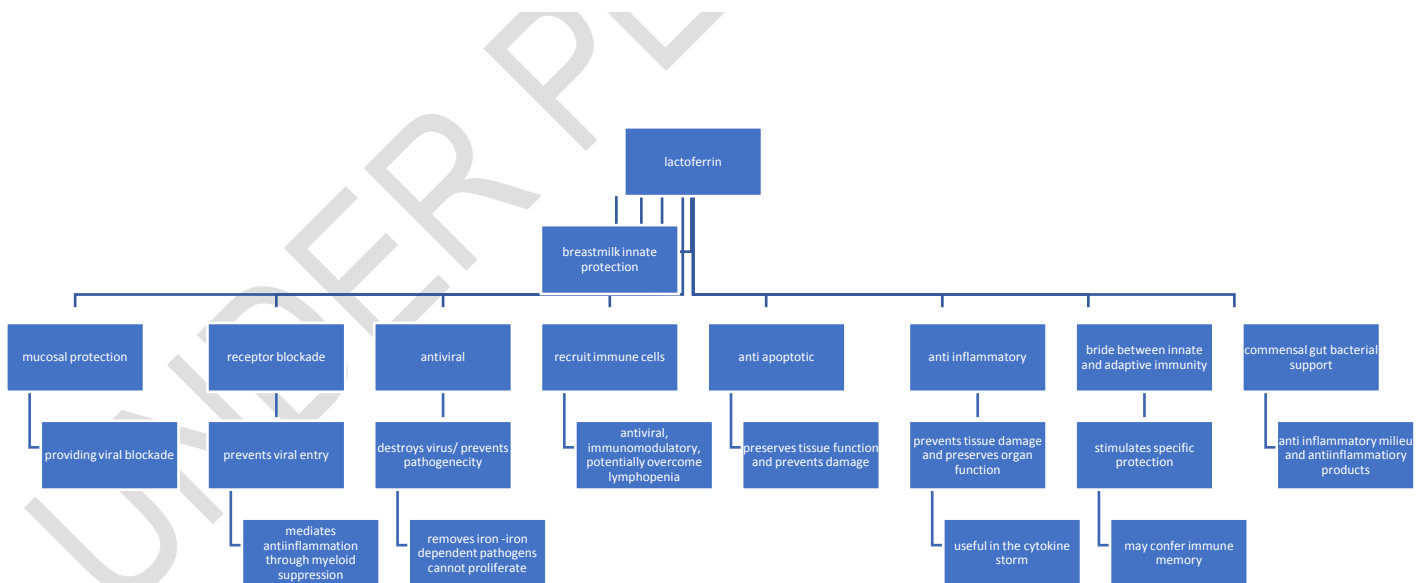 UNDER PE
lactoferrin
breastmilk innate
protection
mucosal protection
receptor blockade
antiviral
recruit immune cells
anti apoptotic
anti inflammatory
bride between innate
and adaptive immunity
commensal gut bacterial
support
providing viral blockade
prevents viral entry
destroys virus/ prevents
pathogenecity
antiviral,
immunomodulatory,
potentially overcome
lymphopenia
preserves tissue function
and prevents damage
prevents tissue damage
and preserves organ
function
stimulates specific
protection
anti inflammatory milieu
and antiinflammatiory
products
mediates
antiinflammation
through myeloid
suppression
removes iron -iron
dependent pathogens
cannot proliferate
useful in the cytokine
storm
may confer immune
memory